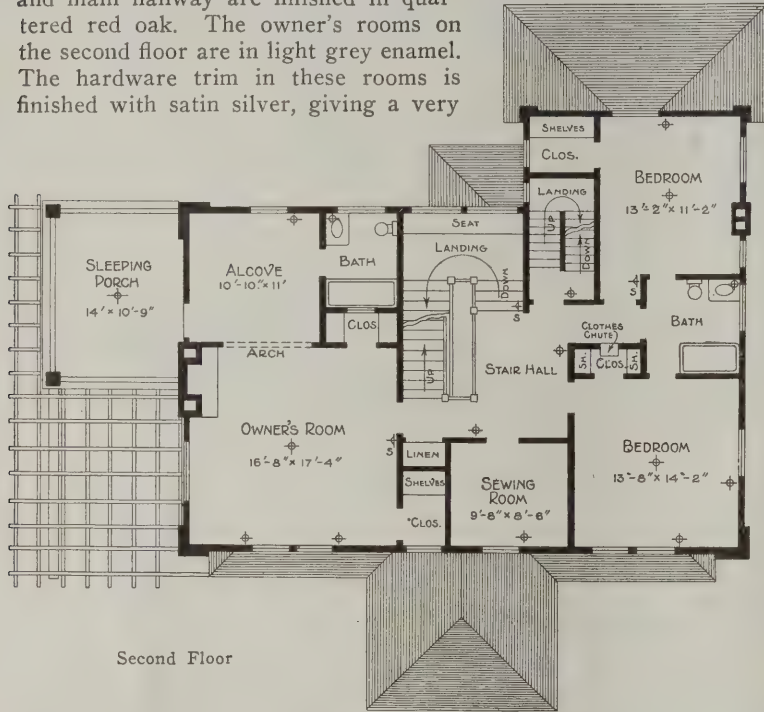 and main hallway are finished in quar-
tered red oak. The owner's rooms on
the second floor are in light grey enamel.
The hardware trim in these rooms is
finished with satin silver, giving a very
SHELVES
CLOS.
LANDING
UP
DOWN
BEDROOM
13'-2" x 11'-2"
S
SLEEPING
PORCH
14' x 10'-9"
ALCOVE
10'-10" x 11'
BATH
CLOS.
SEAT
LANDING
DOWN
S
UP
ARCH
STAIR HALL
CLOTHES
CHUTE
SH.
CLOS.
SH.
BATH
OWNER'S ROOM
16'-8" x 17'-4"
S
LINEN
SHELVES
CLOS.
SEWING
ROOM
9'-8" x 8'-6"
BEDROOM
13'-8" x 14'-2"
Second Floor